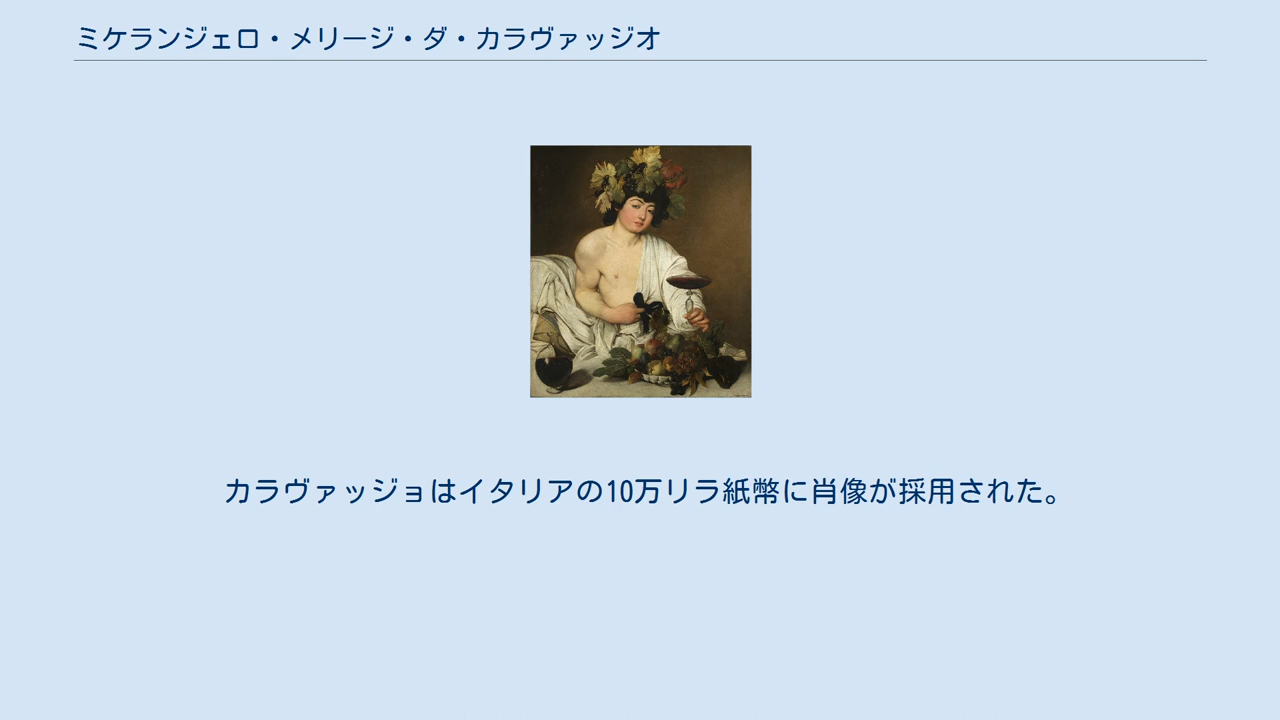 ミケランジェロ・メリージ・ダ・カラヴァッジオ
カラヴァッジョはイタリアの10万リラ紙幣に肖像が採用された。